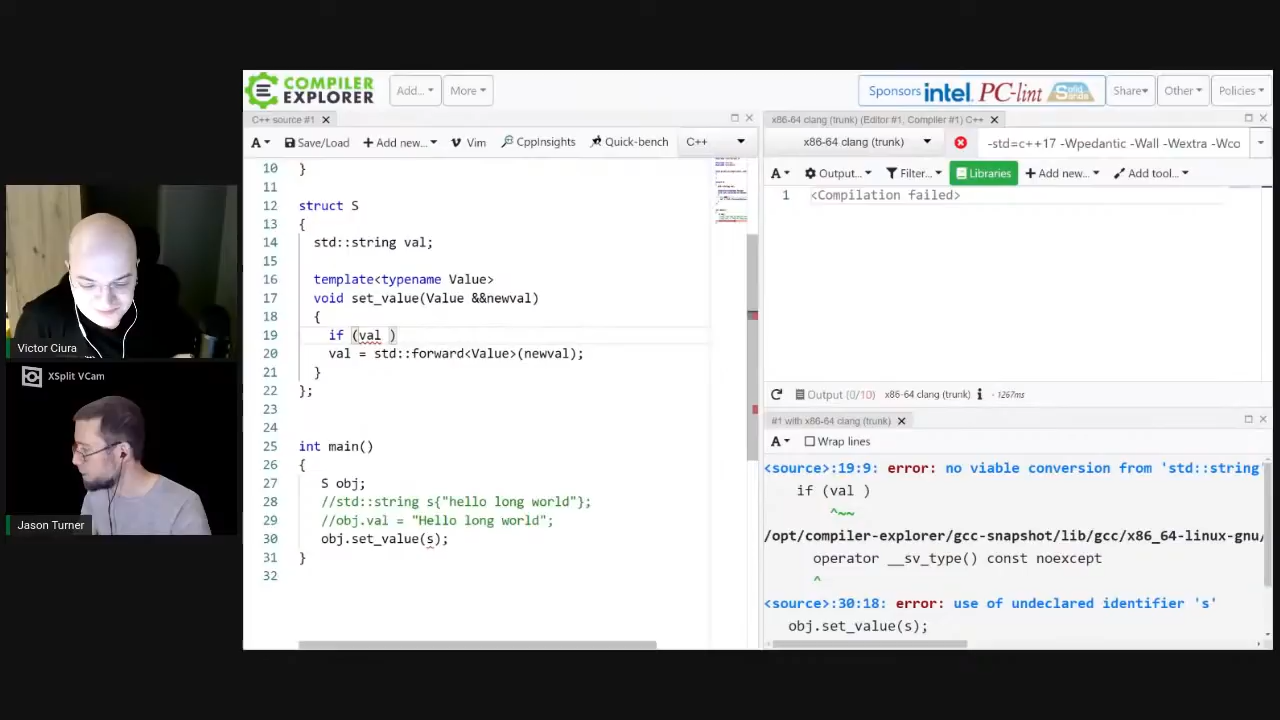 COMPILER
EXPLORER
Add...
More
Sponsors intel. PC-lint Solid Sands
Share
Other
Policies
C++ source #1
A
Save/Load
Add new...
Vim
CppInsights
Quick-bench
C++
10 }
11
12 struct S
13 {
14 std::string val;
15
16 template<typename Value>
17 void set_value(Value &&newval)
18 {
19 if (val )
20 val = std::forward<Value>(newval);
21 }
22 };
23
24
25 int main()
26 {
27 S obj;
28 //std::string s{"hello long world"};
29 //obj.val = "Hello long world";
30 obj.set_value(s);
31 }
32
x86-64 clang (trunk) (Editor #1, Compiler #1) C++
x86-64 clang (trunk)
-std=c++17 -Wpedantic -Wall -Wextra -Wco
A
Output...
Filter...
Libraries
Add new...
Add tool...
1 <Compilation failed>
Output (0/10) x86-64 clang (trunk) i - 1267ms
#1 with x86-64 clang (trunk)
A
Wrap lines
<source>:19:9: error: no viable conversion from 'std::string'
if (val )
^~~
/opt/compiler-explorer/gcc-snapshot/lib/gcc/x86_64-linux-gnu/
operator __sv_type() const noexcept
^
<source>:30:18: error: use of undeclared identifier 's'
obj.set_value(s);
Victor Ciura
XSplit VCam
Jason Turner